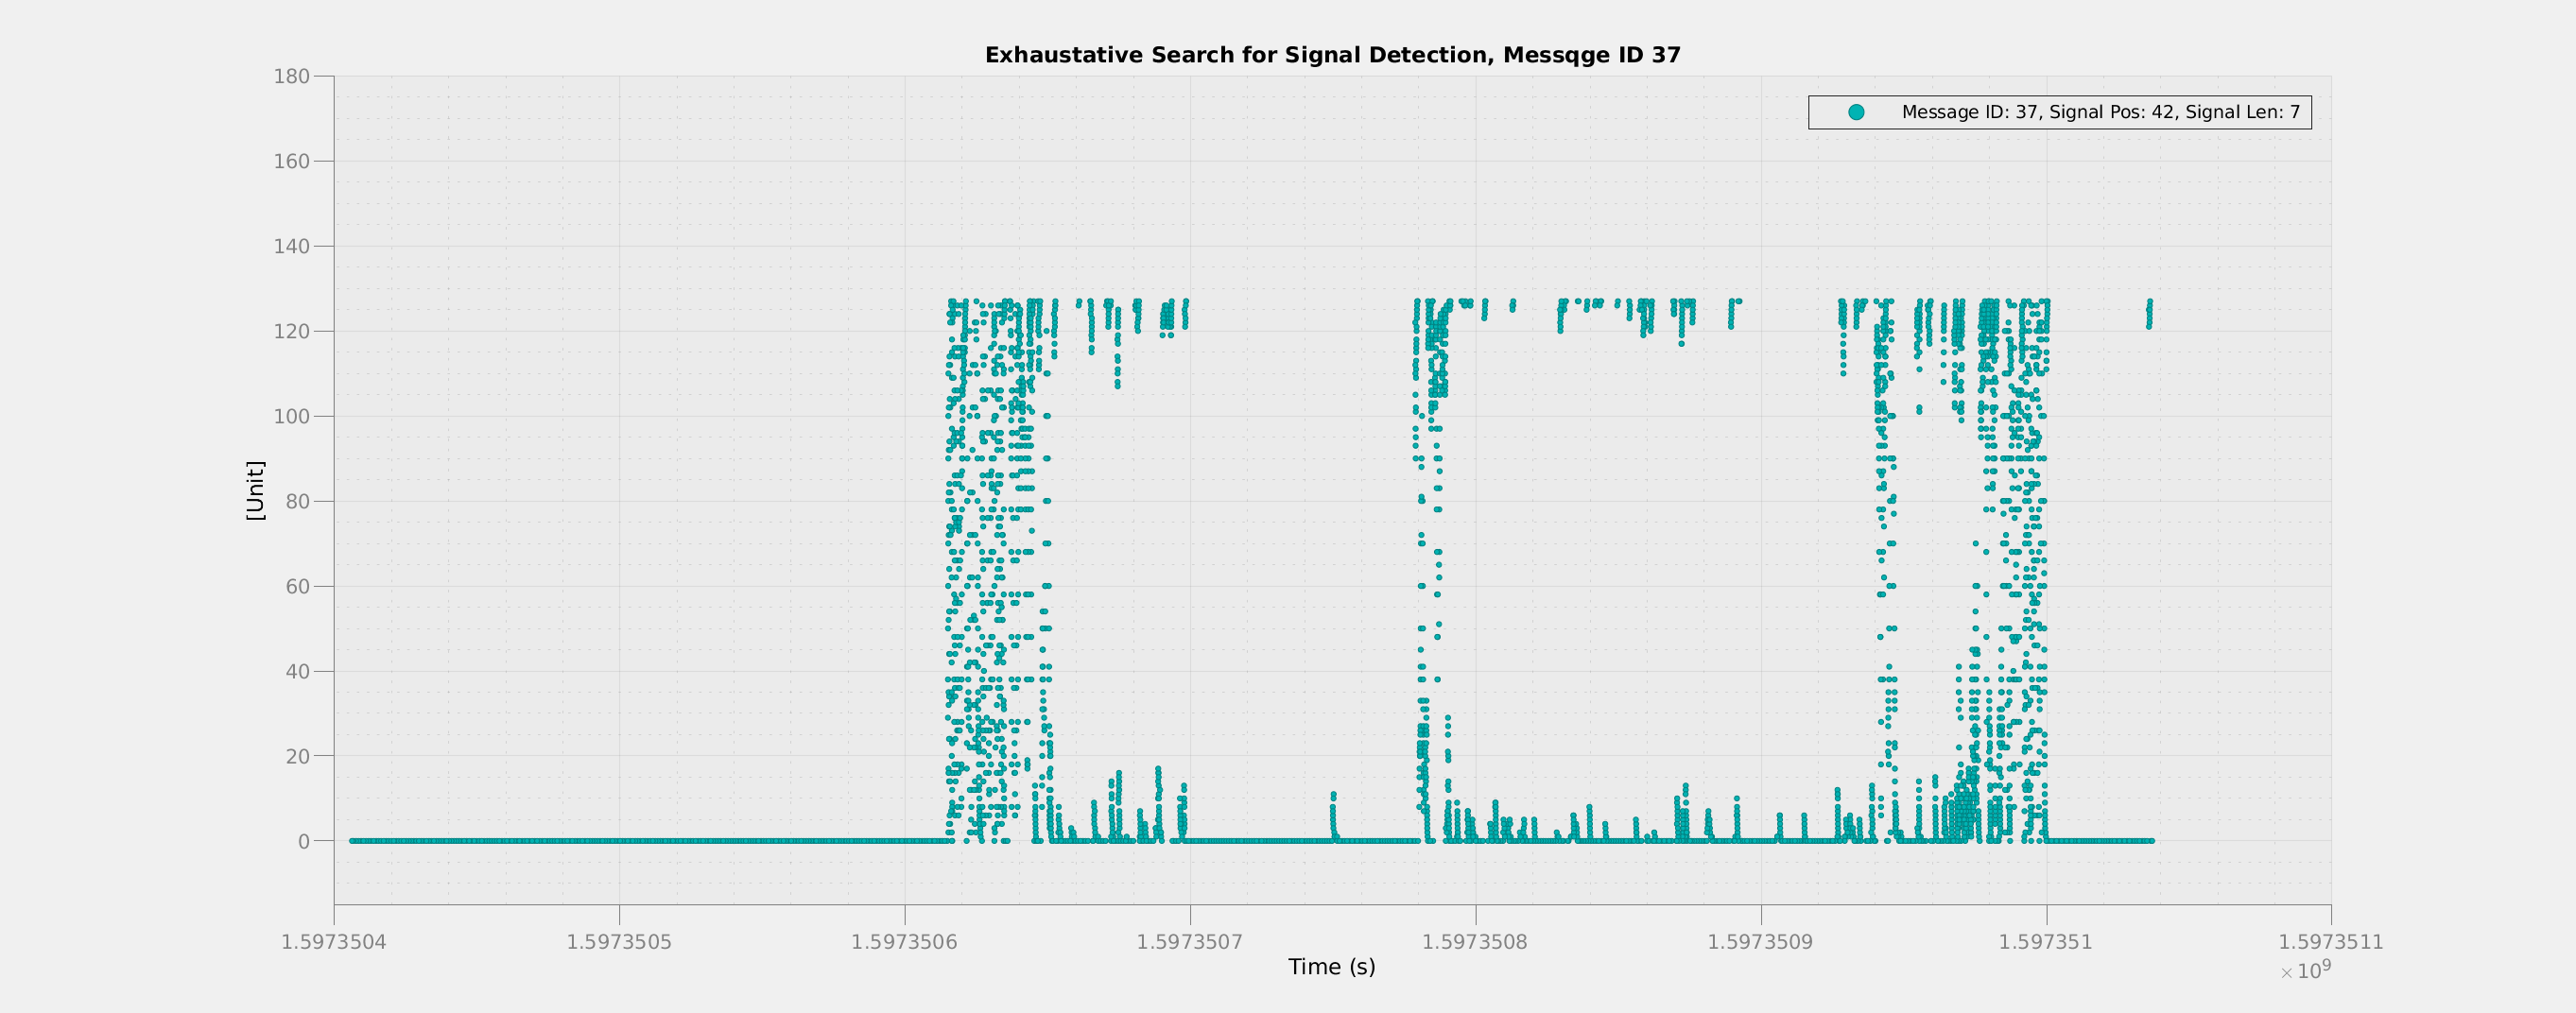 Exhaustative Search for Signal Detection, Messqge ID 37
Message ID: 37, Signal Pos: 42, Signal Len: 7
180
160
140
120
100
80
60
40
20
0
[Unit]
1.5973504 1.5973505 1.5973506 1.5973507 1.5973508 1.5973509 1.597351 1.5973511
Time (s)
×10⁹